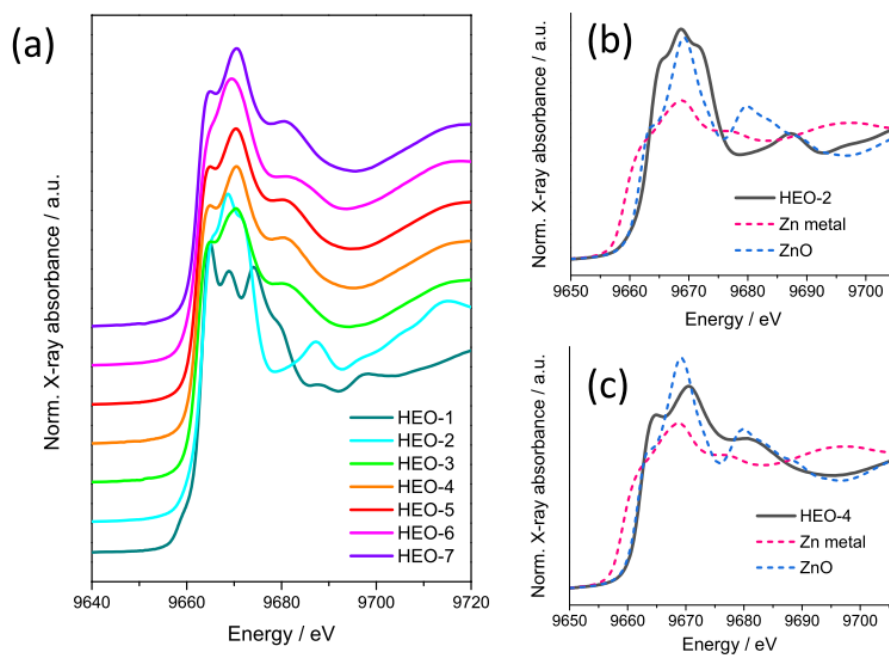 (a)
Norm. X-ray absorbance / a.u.
HEO-1
HEO-2
HEO-3
HEO-4
HEO-5
HEO-6
HEO-7
9640 9660 9680 9700 9720
Energy / eV
(b)
Norm. X-ray absorbance / a.u.
HEO-2
Zn metal
ZnO
9650 9660 9670 9680 9690 9700
Energy / eV
(c)
Norm. X-ray absorbance / a.u.
HEO-4
Zn metal
ZnO
9650 9660 9670 9680 9690 9700
Energy / eV